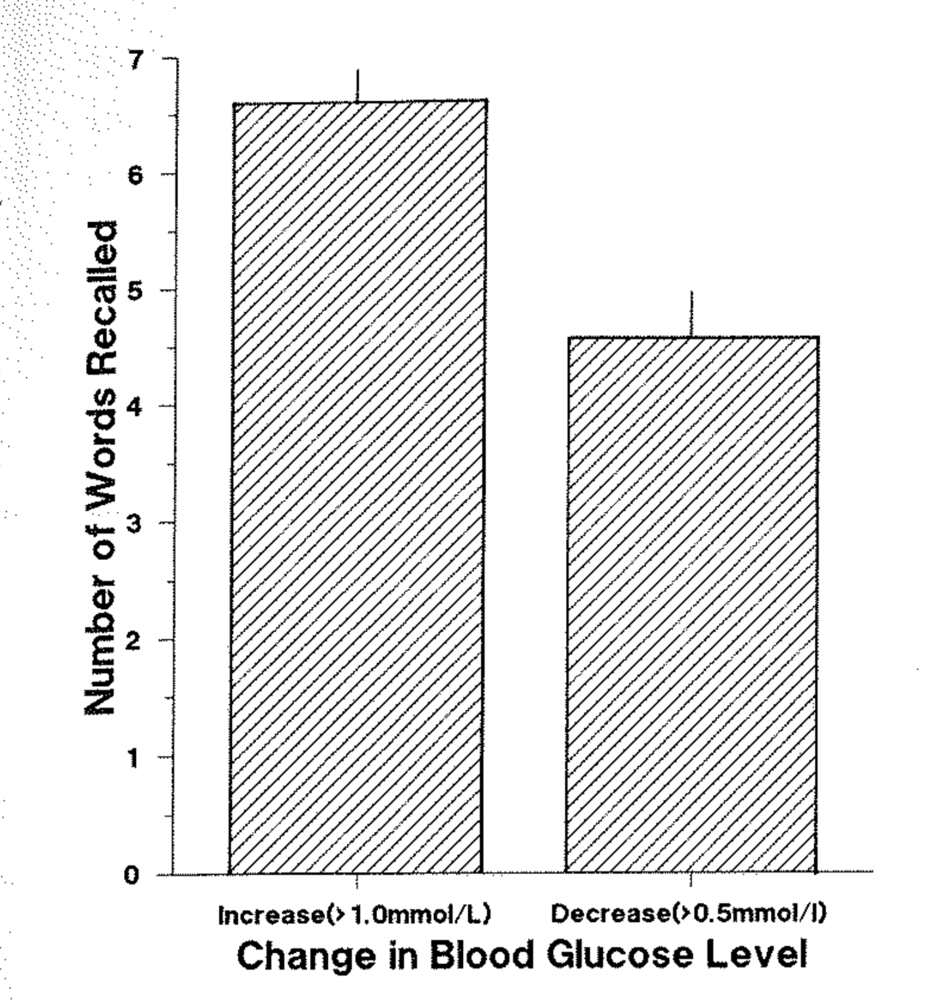 7
6
5
4
3
2
1
0
Number of Words Recalled
Increase(>1.0mmol/L)
Decrease(>0.5mmol/l)
Change in Blood Glucose Level